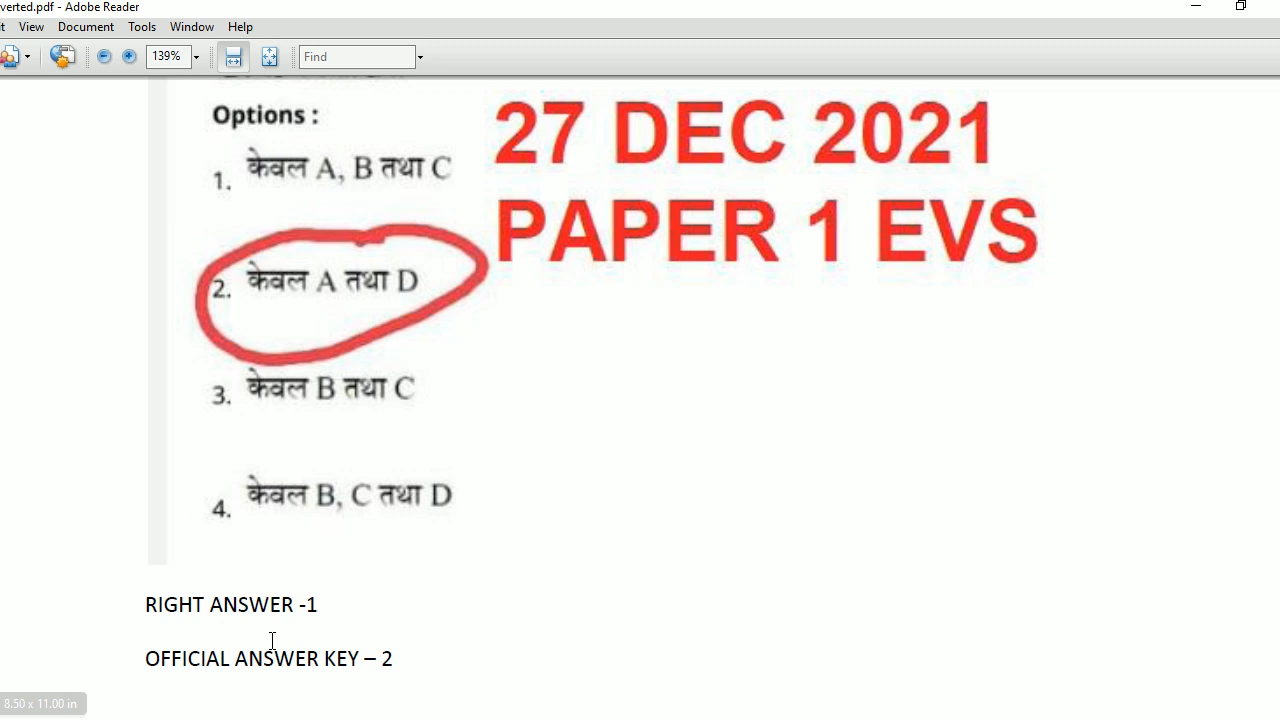 verted.pdf - Adobe Reader
it View Document Tools Window Help
139% Find
Options :
1. केवल A, B तथा C
2. केवल A तथा D
3. केवल B तथा C
4. केवल B, C तथा D
27 DEC 2021
PAPER 1 EVS
RIGHT ANSWER -1
OFFICIAL ANSWER KEY – 2
8.50 x 11.00 in